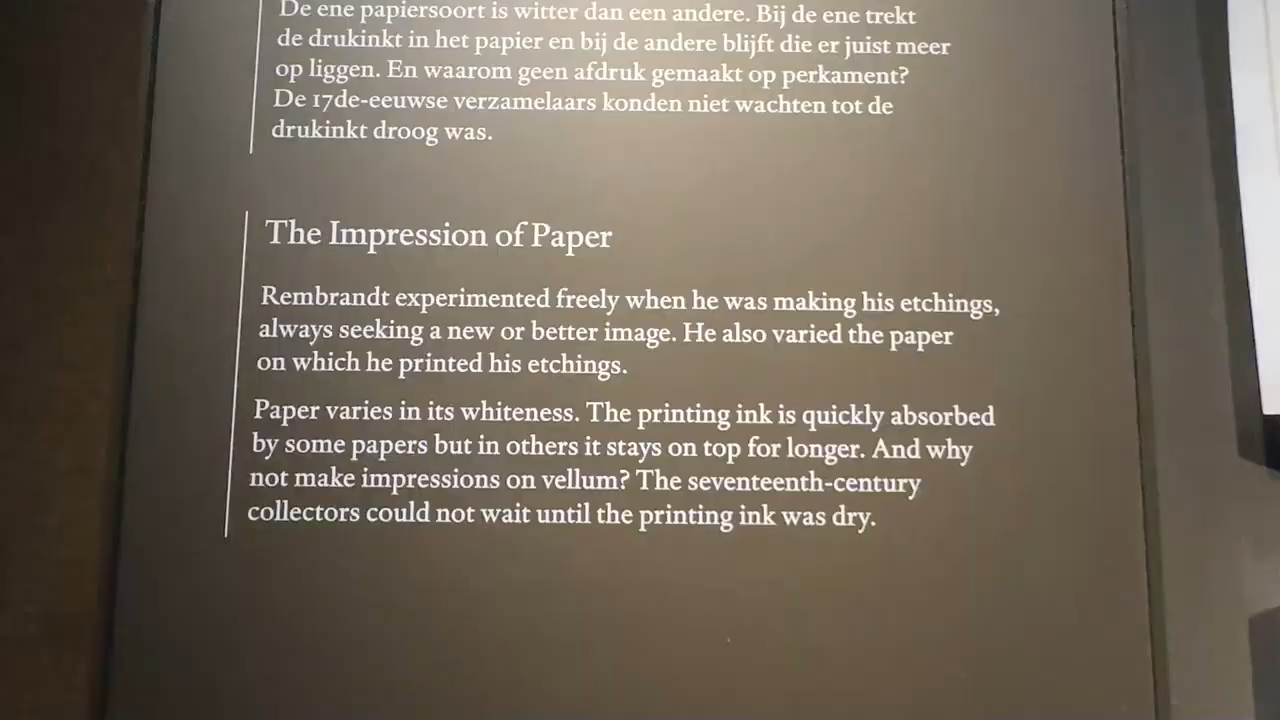 De ene papiersoort is witter dan een andere. Bij de ene trekt
de drukinkt in het papier en bij de andere blijft die er juist meer
op liggen. En waarom geen afdruk gemaakt op perkament?
De 17de-eeuwse verzamelaars konden niet wachten tot de
drukinkt droog was.
The Impression of Paper
Rembrandt experimented freely when he was making his etchings,
always seeking a new or better image. He also varied the paper
on which he printed his etchings.
Paper varies in its whiteness. The printing ink is quickly absorbed
by some papers but in others it stays on top for longer. And why
not make impressions on vellum? The seventeenth-century
collectors could not wait until the printing ink was dry.